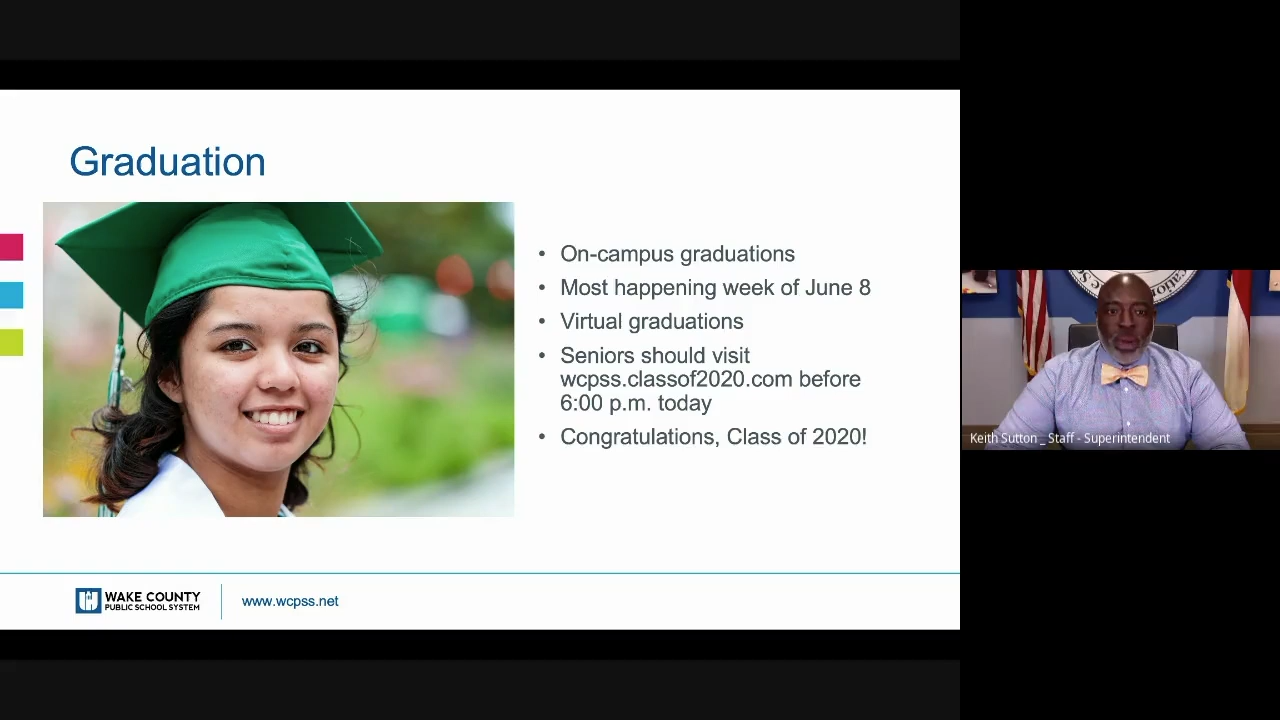 Graduation
• On-campus graduations
• Most happening week of June 8
• Virtual graduations
• Seniors should visit
wcpss.classof2020.com before
6:00 p.m. today
• Congratulations, Class of 2020!
WAKE COUNTY
PUBLIC SCHOOL SYSTEM
www.wcpss.net
Keith Sutton _ Staff - Superintendent